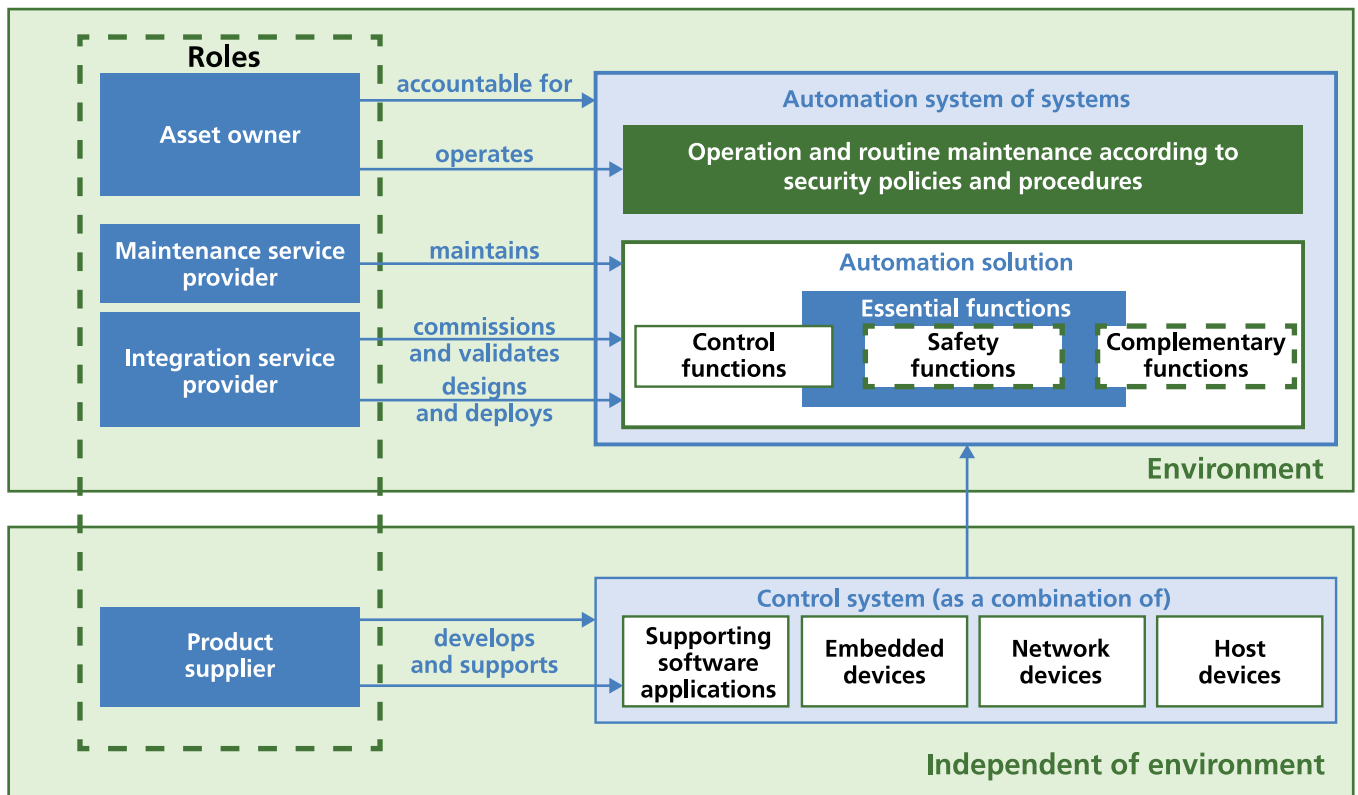 Roles
Asset owner
accountable for
operates
Automation system of systems
Operation and routine maintenance according to
security policies and procedures
Maintenance service
provider
maintains
Integration service
provider
commissions
and validates
designs
and deploys
Automation solution
Essential functions
Control
functions
Safety
functions
Complementary
functions
Environment
Product
supplier
develops
and supports
Control system (as a combination of)
Supporting
software
applications
Embedded
devices
Network
devices
Host
devices
Independent of environment